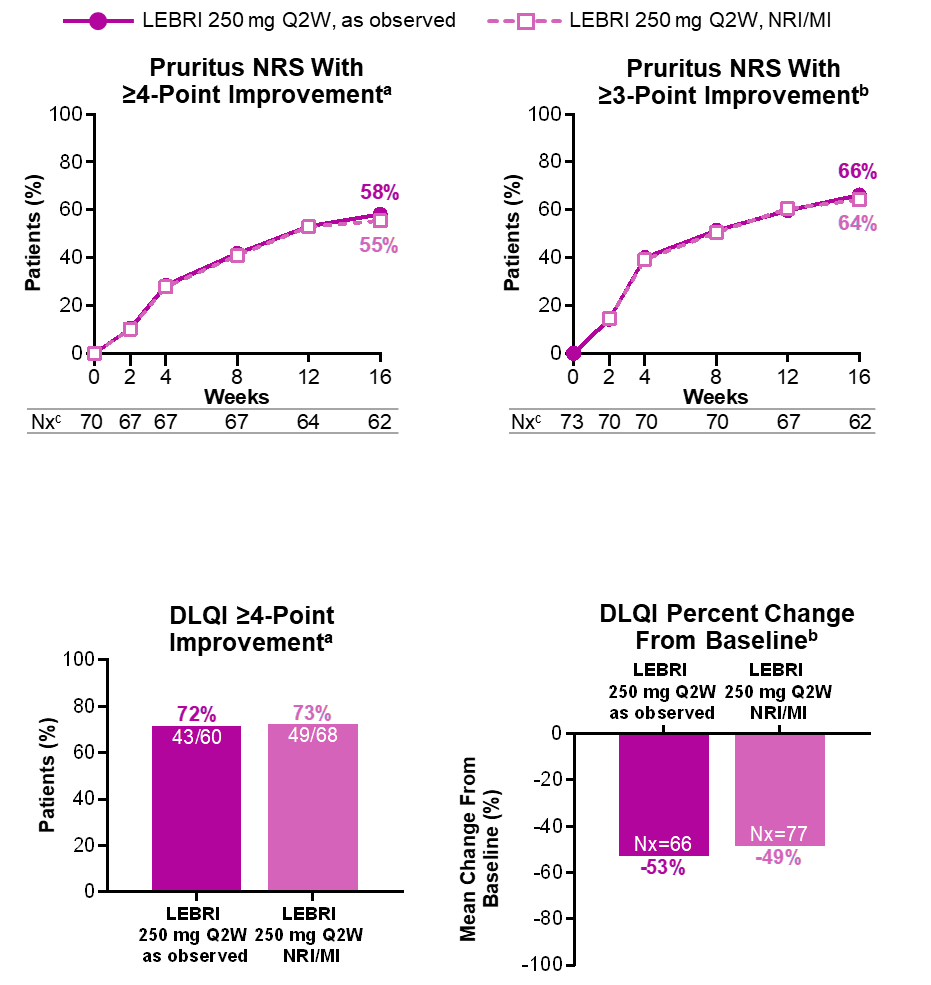 LEBRI 250 mg Q2W, as observed
LEBRI 250 mg Q2W, NRI/MI
Pruritus NRS With
≥4-Point Improvementᵃ
Patients (%)
100
80
60
40
20
0
58%
55%
0 2 4 8 12 16
Weeks
Nxᶜ 70 67 67 67 64 62
Pruritus NRS With
≥3-Point Improvementᵇ
Patients (%)
100
80
60
40
20
0
66%
64%
0 2 4 8 12 16
Weeks
Nxᶜ 73 70 70 70 67 62
DLQI ≥4-Point
Improvementᵃ
Patients (%)
100
80
60
40
20
0
72%
43/60
73%
49/68
LEBRI
250 mg Q2W
as observed
LEBRI
250 mg Q2W
NRI/MI
DLQI Percent Change
From Baselineᵇ
LEBRI
250 mg Q2W
as observed
LEBRI
250 mg Q2W
NRI/MI
Mean Change From
Baseline (%)
0
-20
-40
-60
-80
-100
Nx=66
-53%
Nx=77
-49%